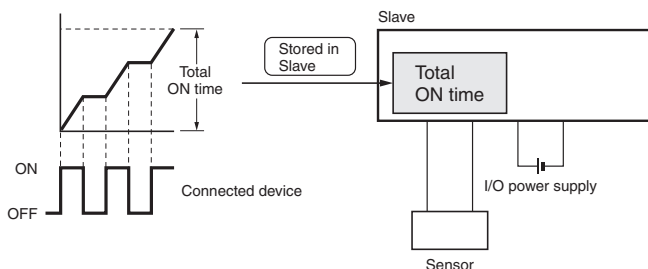 Slave
Total
ON time
Stored in
Slave
Total
ON time
ON
OFF
Connected device
I/O power supply
Sensor